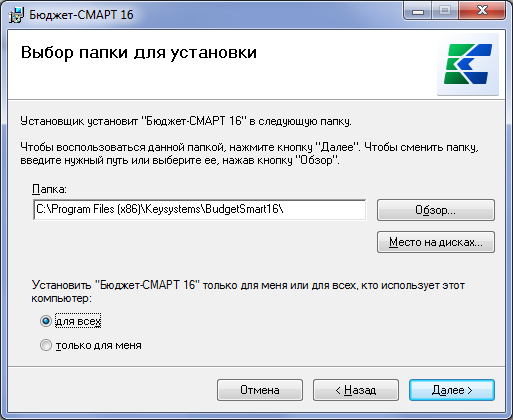 Бюджет-СМАРТ 16
Выбор папки для установки
Установщик установит "Бюджет-СМАРТ 16" в следующую папку.
Чтобы воспользоваться данной папкой, нажмите кнопку "Далее". Чтобы сменить папку,
введите нужный путь или выберите ее, нажав кнопку "Обзор".
Папка:
C:\Program Files (x86)\Keysystems\BudgetSmart16\
Обзор...
Место на дисках...
Установить "Бюджет-СМАРТ 16" только для меня или для всех, кто использует этот
компьютер:
для всех
только для меня
Отмена
< Назад
Далее >